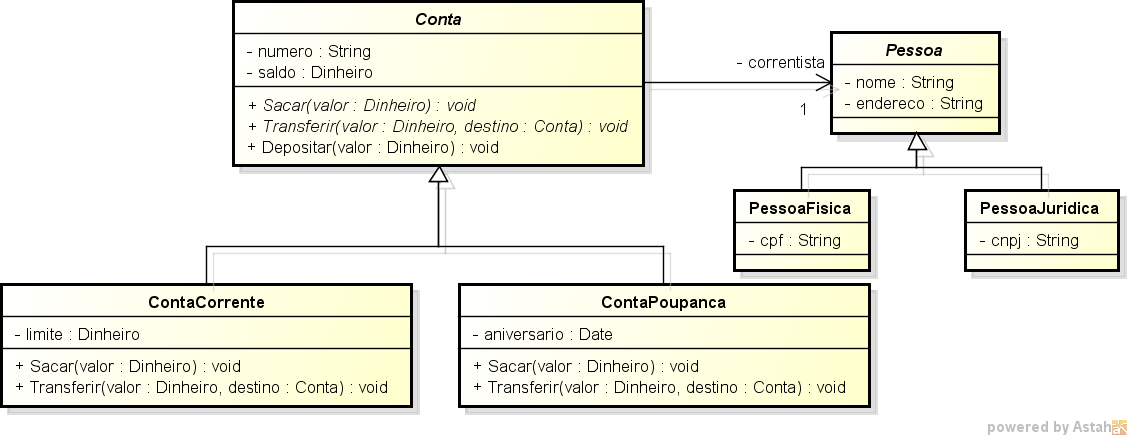 Conta
- numero : String
- saldo : Dinheiro
+ Sacar(valor : Dinheiro) : void
+ Transferir(valor : Dinheiro, destino : Conta) : void
+ Depositar(valor : Dinheiro) : void
- correntista
1
Pessoa
- nome : String
- endereco : String
PessoaFisica
- cpf : String
PessoaJuridica
- cnpj : String
ContaCorrente
- limite : Dinheiro
+ Sacar(valor : Dinheiro) : void
+ Transferir(valor : Dinheiro, destino : Conta) : void
ContaPoupanca
- aniversario : Date
+ Sacar(valor : Dinheiro) : void
+ Transferir(valor : Dinheiro, destino : Conta) : void
powered by Astah